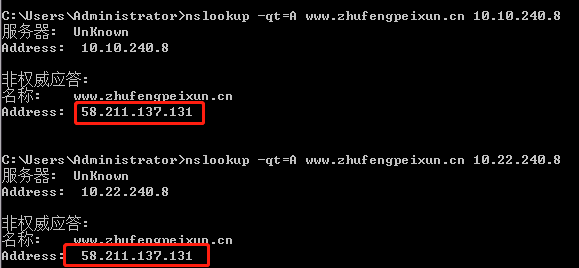 C:\Users\Administrator>nslookup -qt=A www.zhufengpeixun.cn 10.10.240.8
服务器:  UnKnown
Address:  10.10.240.8
非权威应答:
名称:    www.zhufengpeixun.cn
Address:  58.211.137.131
C:\Users\Administrator>nslookup -qt=A www.zhufengpeixun.cn 10.22.240.8
服务器:  UnKnown
Address:  10.22.240.8
非权威应答:
名称:    www.zhufengpeixun.cn
Address:  58.211.137.131